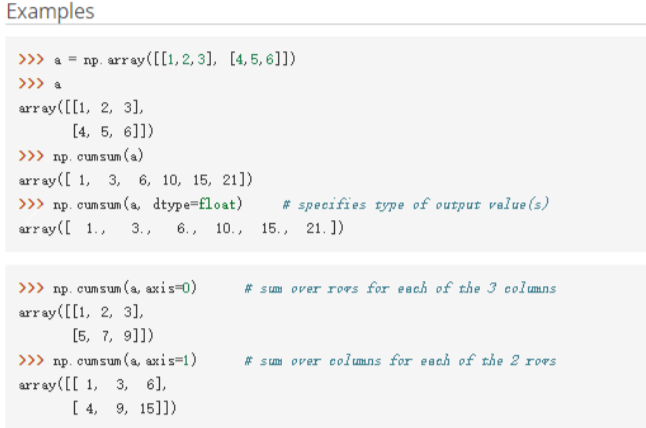 Examples
>>> a = np.array([[1,2,3], [4,5,6]])
>>> a
array([[1, 2, 3],
       [4, 5, 6]])
>>> np.cumsum(a)
array([ 1,  3,  6, 10, 15, 21])
>>> np.cumsum(a, dtype=float)     # specifies type of output value(s)
array([  1.,   3.,   6.,  10.,  15.,  21.])
>>> np.cumsum(a,axis=0)      # sum over rows for each of the 3 columns
array([[1, 2, 3],
       [5, 7, 9]])
>>> np.cumsum(a,axis=1)      # sum over columns for each of the 2 rows
array([[ 1,  3,  6],
       [ 4,  9, 15]])